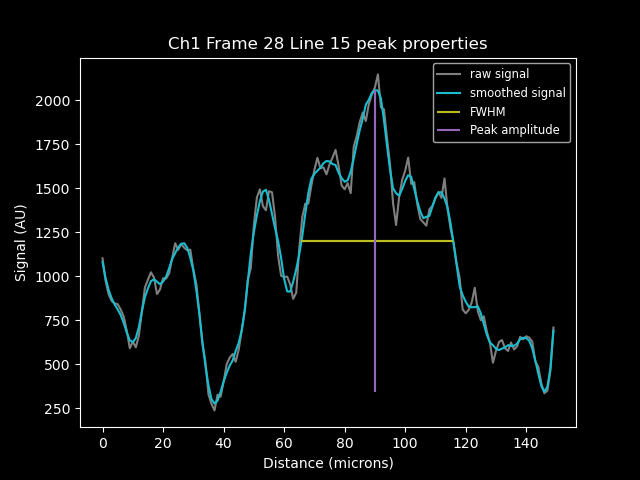 Ch1 Frame 28 Line 15 peak properties
raw signal
smoothed signal
FWHM
Peak amplitude
Signal (AU)
2000
1750
1500
1250
1000
750
500
250
0 20 40 60 80 100 120 140
Distance (microns)